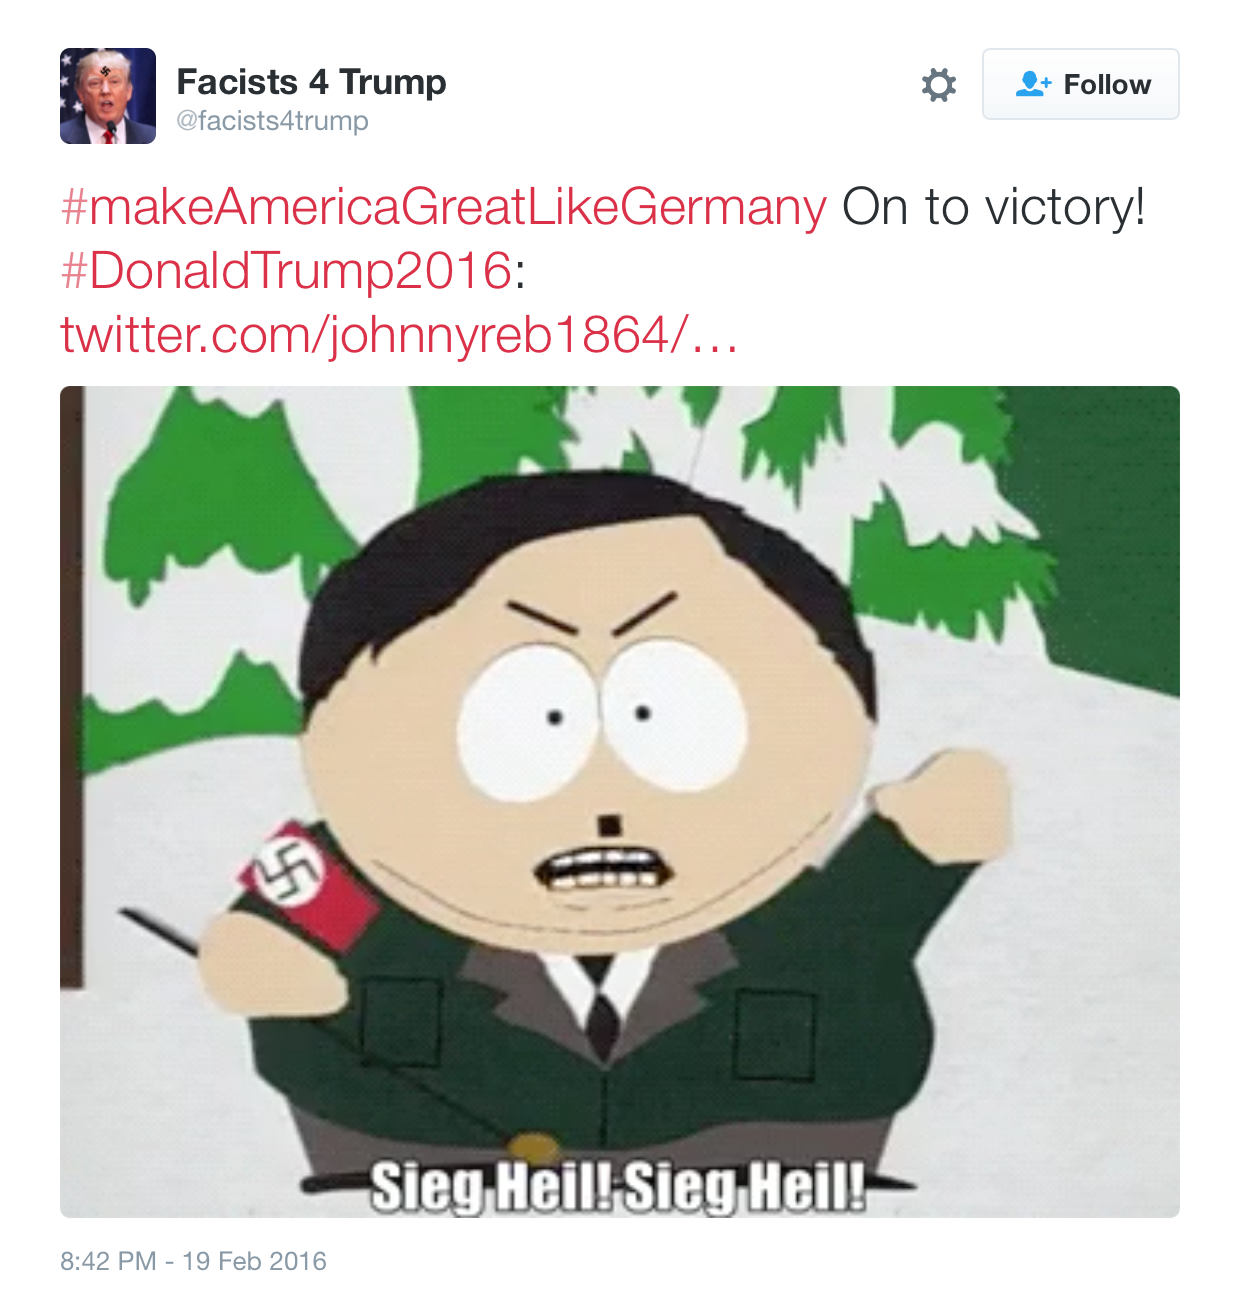 Facists 4 Trump
@facists4trump
Follow
#makeAmericaGreatLikeGermany On to victory!
#DonaldTrump2016:
twitter.com/johnnyreb1864/…
Sieg Heil! Sieg Heil!
8:42 PM - 19 Feb 2016